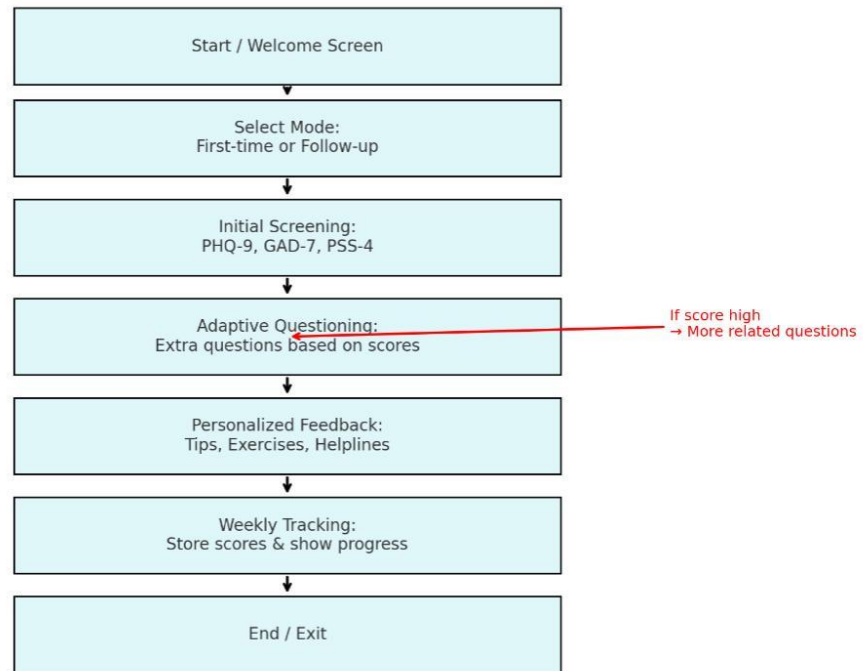 Start / Welcome Screen
Select Mode:
First-time or Follow-up
Initial Screening:
PHQ-9, GAD-7, PSS-4
Adaptive Questioning:
Extra questions based on scores
If score high
→ More related questions
Personalized Feedback:
Tips, Exercises, Helplines
Weekly Tracking:
Store scores & show progress
End / Exit